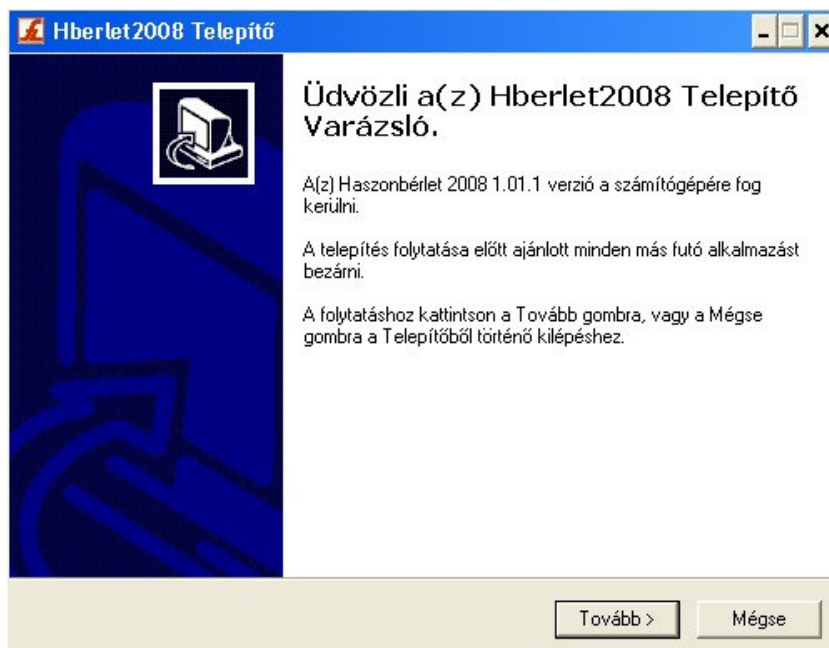 Hberlet2008 Telepítő
Üdvözli a(z) Hberlet2008 Telepítő
Varázsló.
A(z) Haszonbérlet 2008 1.01.1 verzió a számítógépére fog
kerülni.
A telepítés folytatása előtt ajánlott minden más futó alkalmazást
bezárni.
A folytatáshoz kattintson a Tovább gombra, vagy a Mégse
gombra a Telepítőből történő kilépéshez.
Tovább >
Mégse